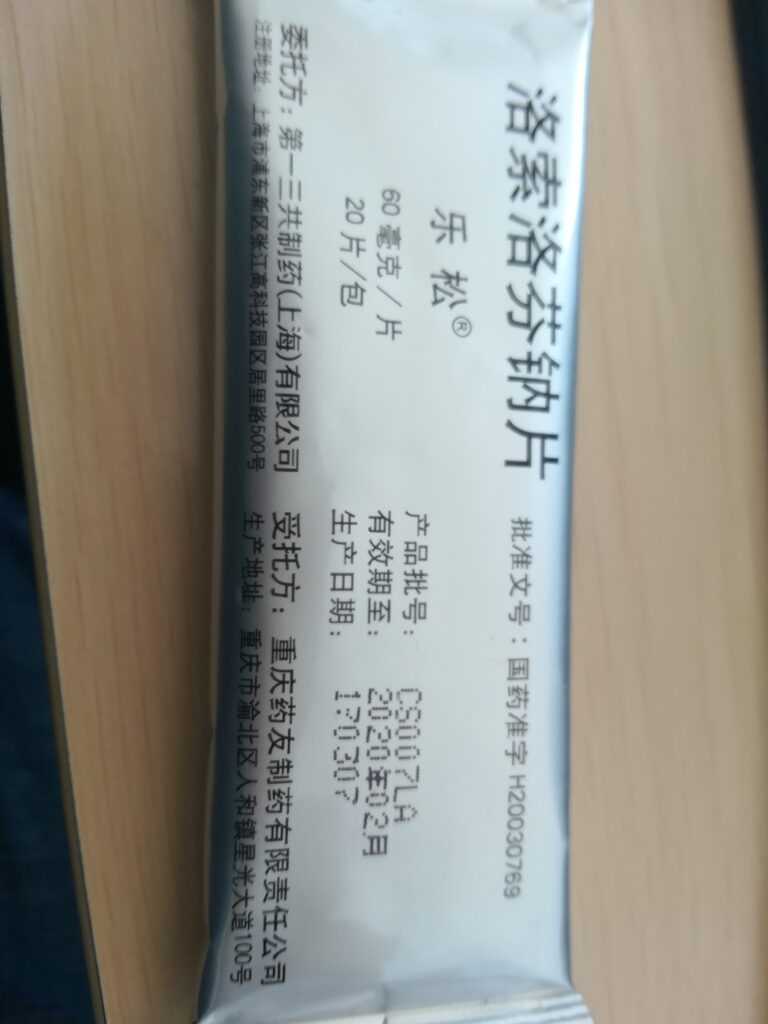 洛索洛芬钠片
批准文号：国药准字 H20030769
乐松®
60 毫克/片
20 片/包
产品批号： CS007LA
有效期至： 2020年02月
生产日期： 170307
委托方：第一三共制药(上海)有限公司
注册地址：上海市浦东新区张江高科技园区居里路500号
受托方：重庆药友制药有限责任公司
生产地址：重庆市渝北区人和镇星光大道100号